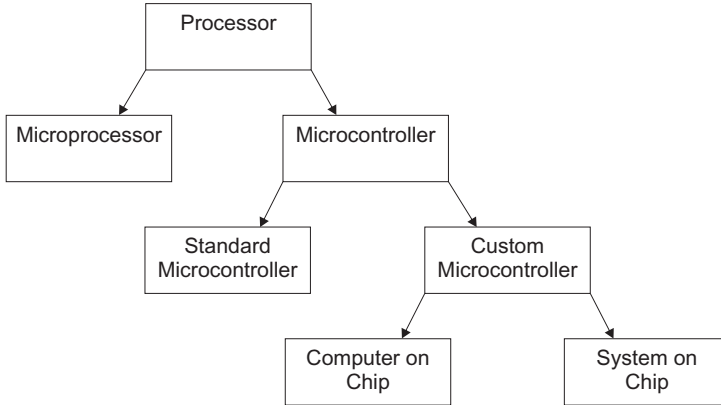 Processor
Microprocessor
Microcontroller
Standard
Microcontroller
Custom
Microcontroller
Computer on
Chip
System on
Chip